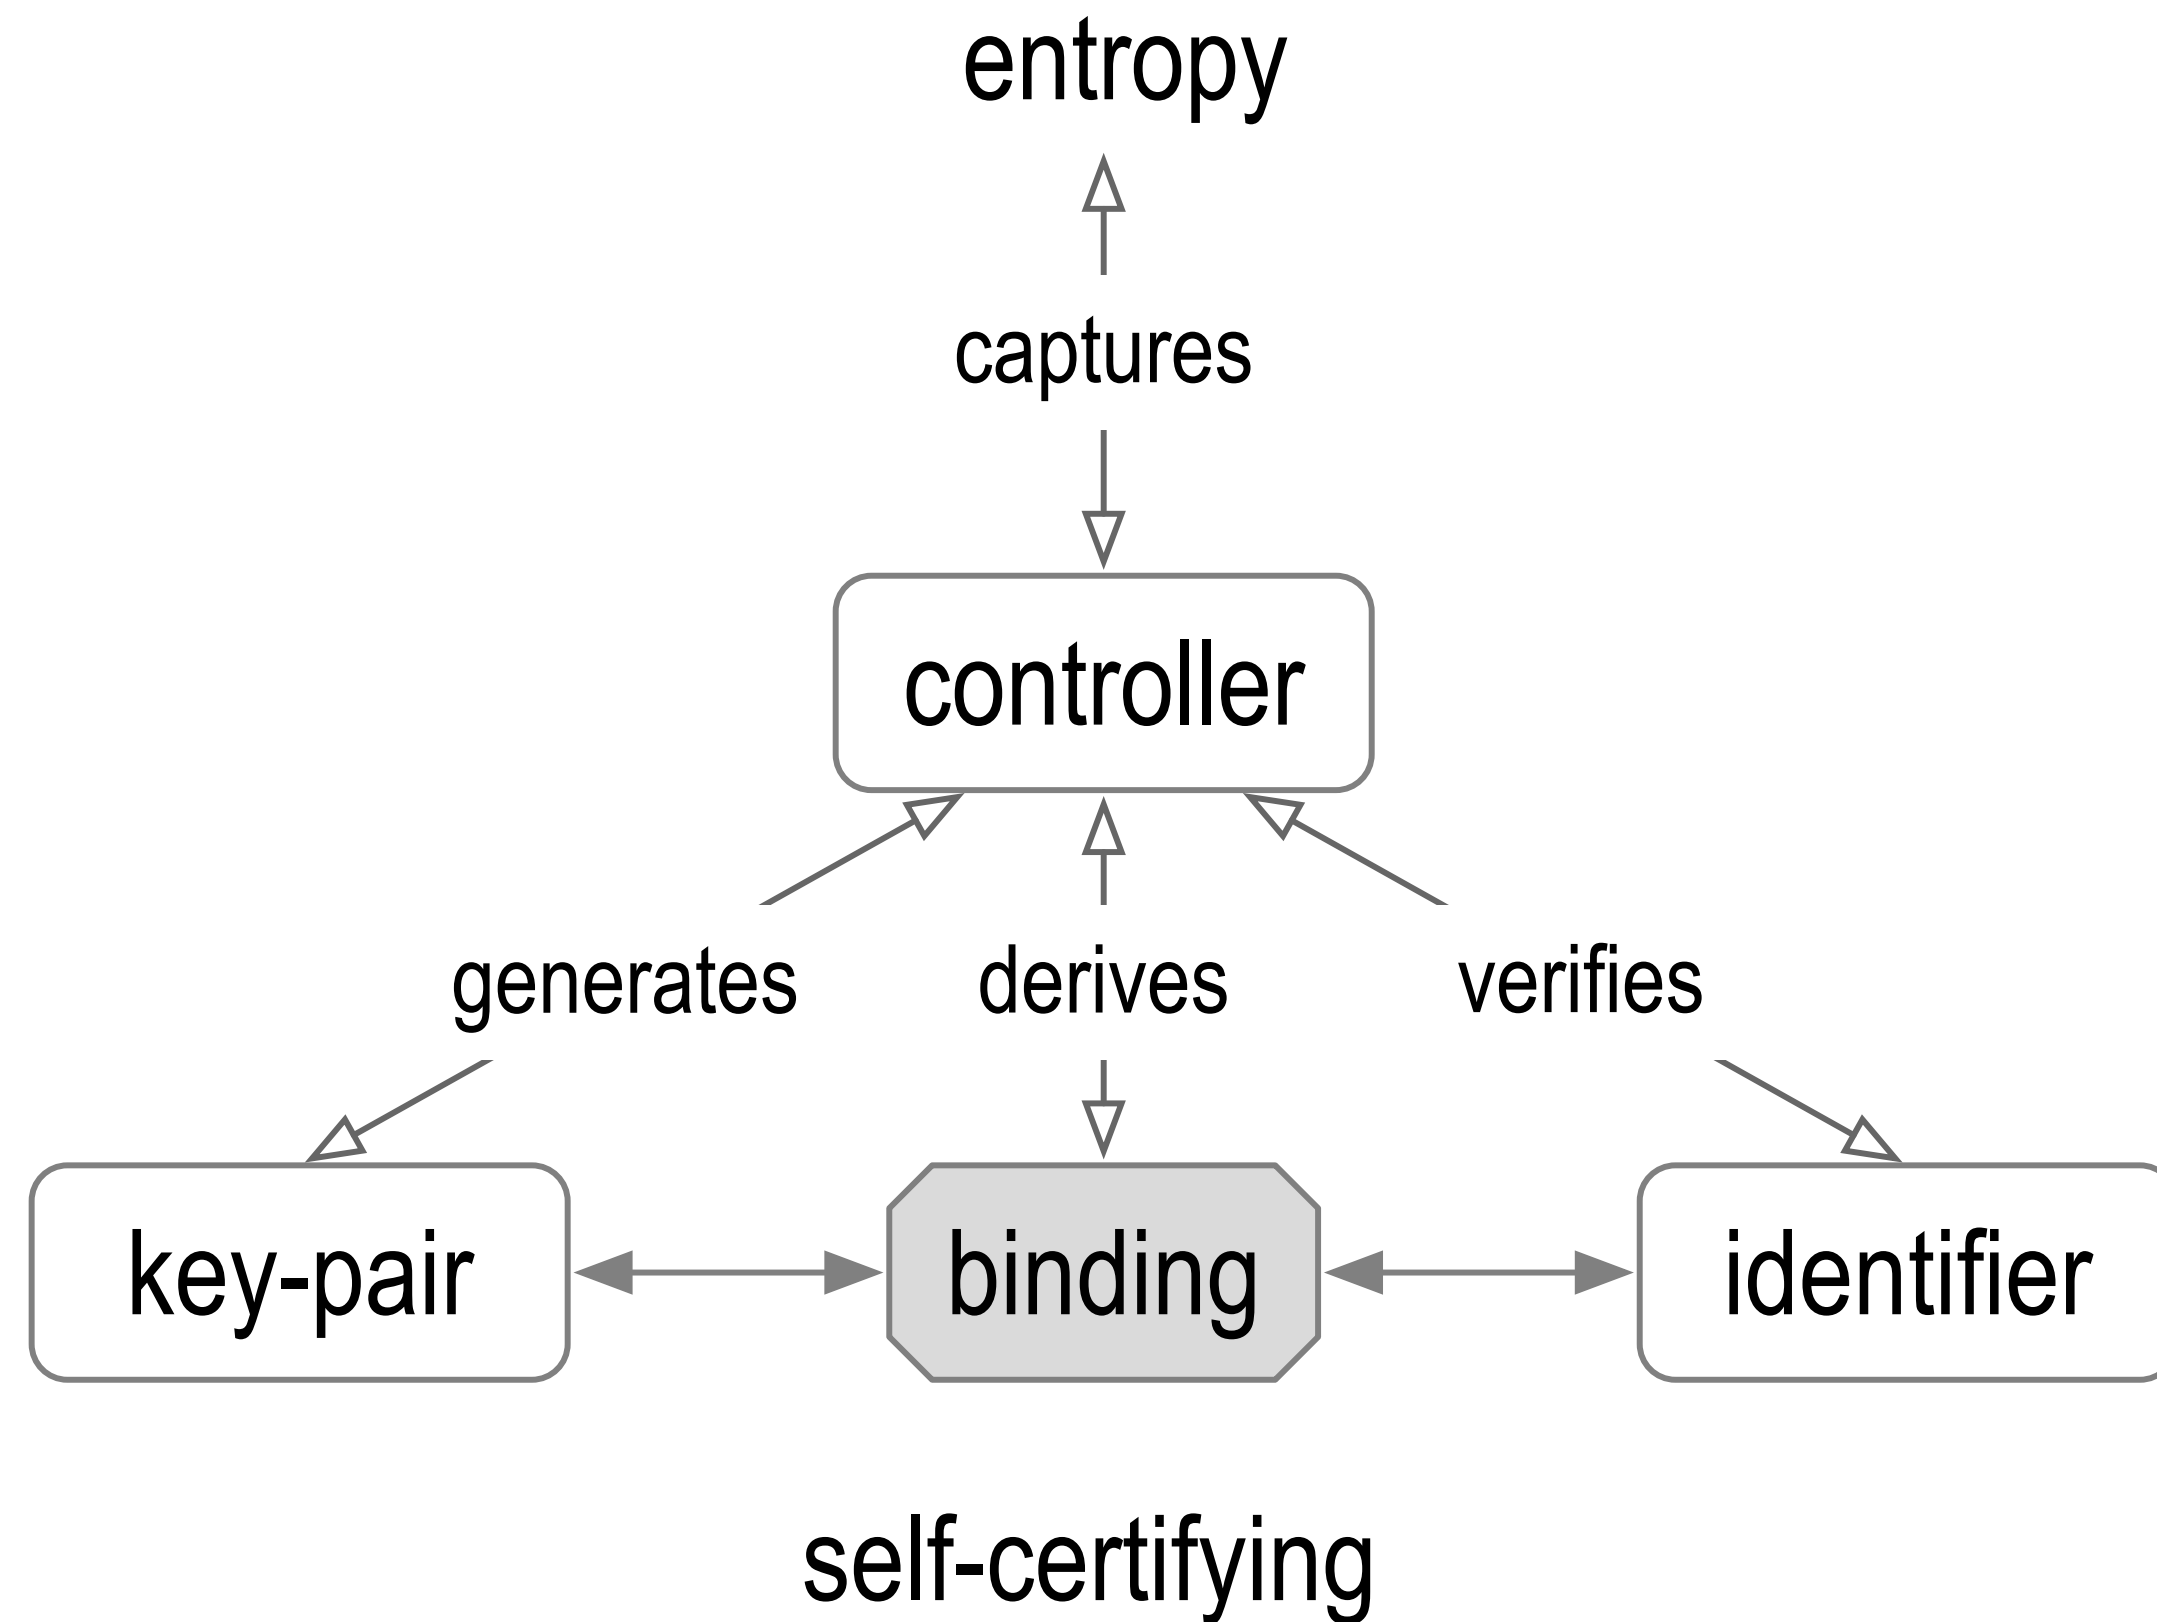 entropy
captures
controller
generates derives verifies
key-pair binding identifier
self-certifying